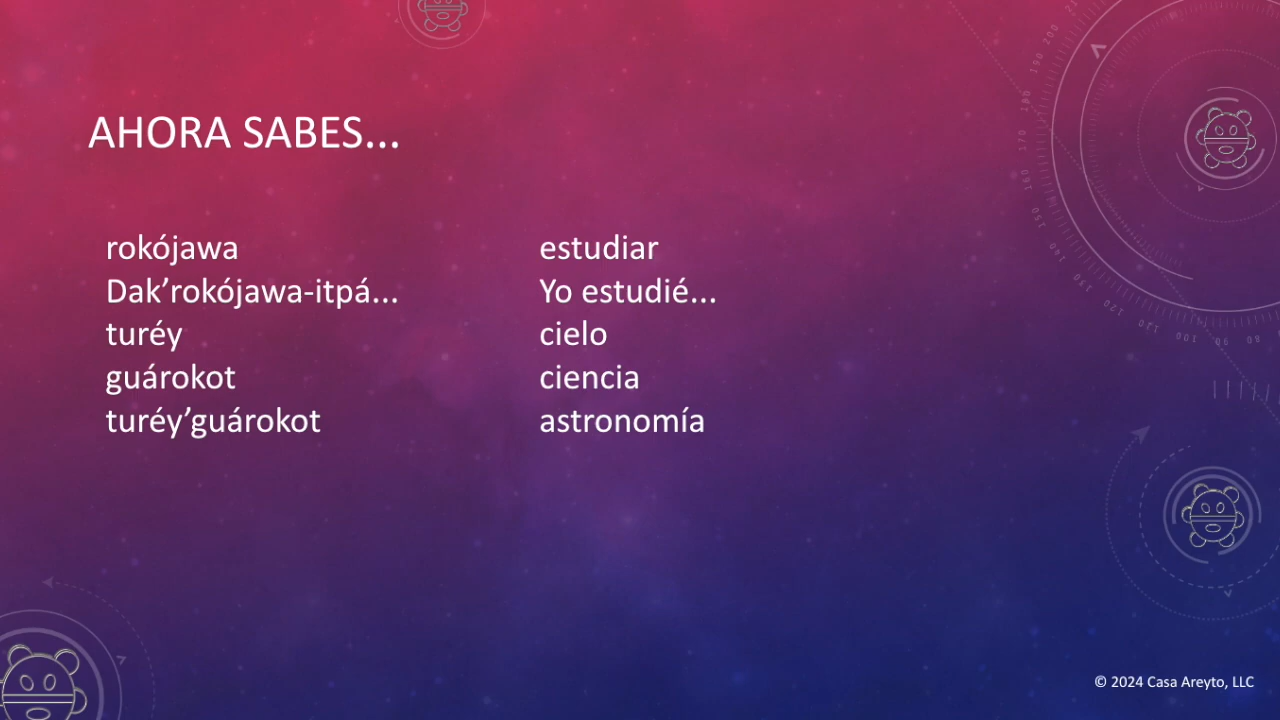 AHORA SABES...
rokójawa estudiar
Dak’rokójawa-itpá... Yo estudié...
turéy cielo
guárokot ciencia
turéy’guárokot astronomía
© 2024 Casa Areyto, LLC